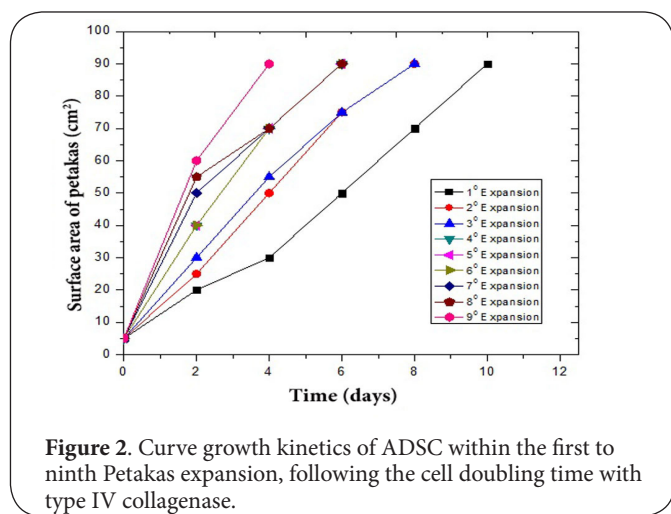 Surface area of petakas (cm²)
100
90
80
70
60
50
40
30
20
10
0
0 2 4 6 8 10 12
Time (days)
1° Expansion
2° Expansion
3° Expansion
4° Expansion
5° Expansion
6° Expansion
7° Expansion
8° Expansion
9° Expansion
Figure 2. Curve growth kinetics of ADSC within the first to
ninth Petakas expansion, following the cell doubling time with
type IV collagenase.